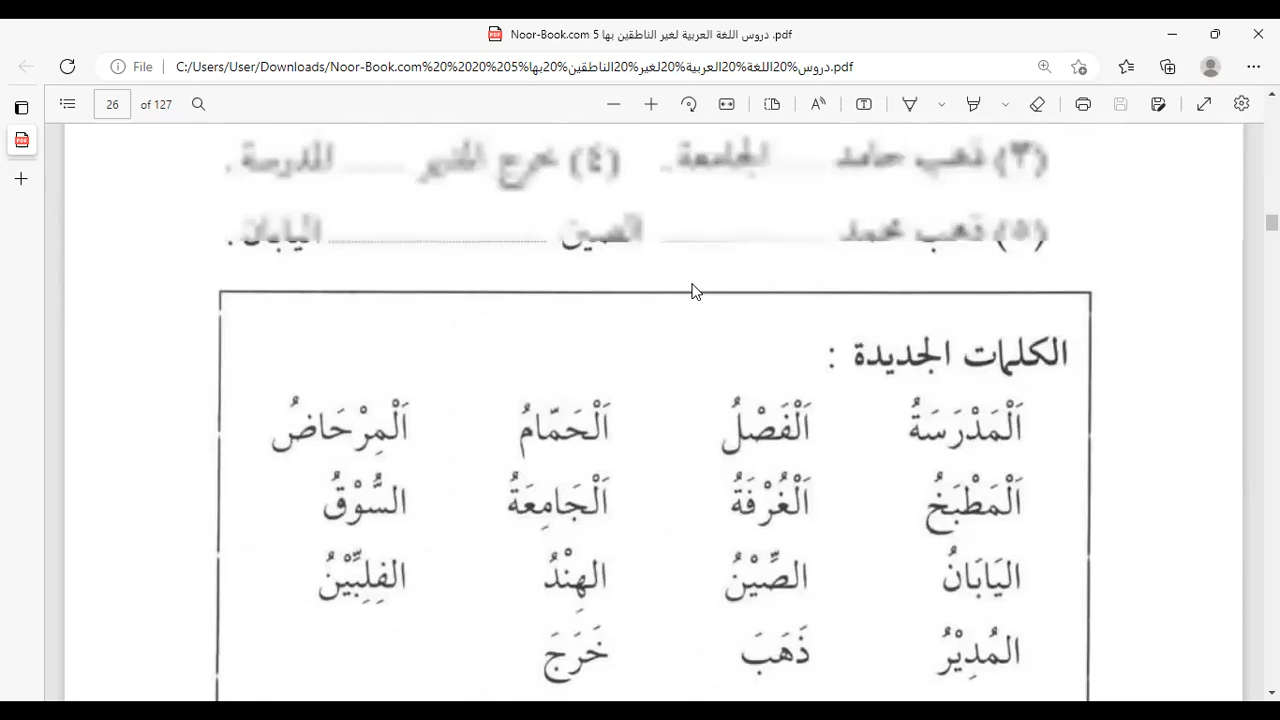 Noor-Book.com دروس اللغة العربية لغير الناطقين بها 5 .pdf
File C:/Users/User/Downloads/Noor-Book.com%20%20%20دروس%20اللغة%20العربية%20لغير%20الناطقين%20بها%205.pdf
26 of 127
(٣) ذهب حامد ........ الجامعة. (٤) خرج المدير ........ المدرسة .
(٥) ذهب محمد ........ الصين ........ اليابان .
الكلمات الجديدة :
اَلْمَدْرَسَةُ اَلْفَصْلُ اَلْحَمّامُ اَلْمِرْحَاضُ
اَلْمَطْبَخُ اَلْغُرْفَةُ اَلْجَامِعَةُ السُّوْقُ
اليَابَانُ الصِّيْنُ الهِنْدُ الفِلِبِّيْنُ
المُدِيْرُ ذَهَبَ خَرَجَ